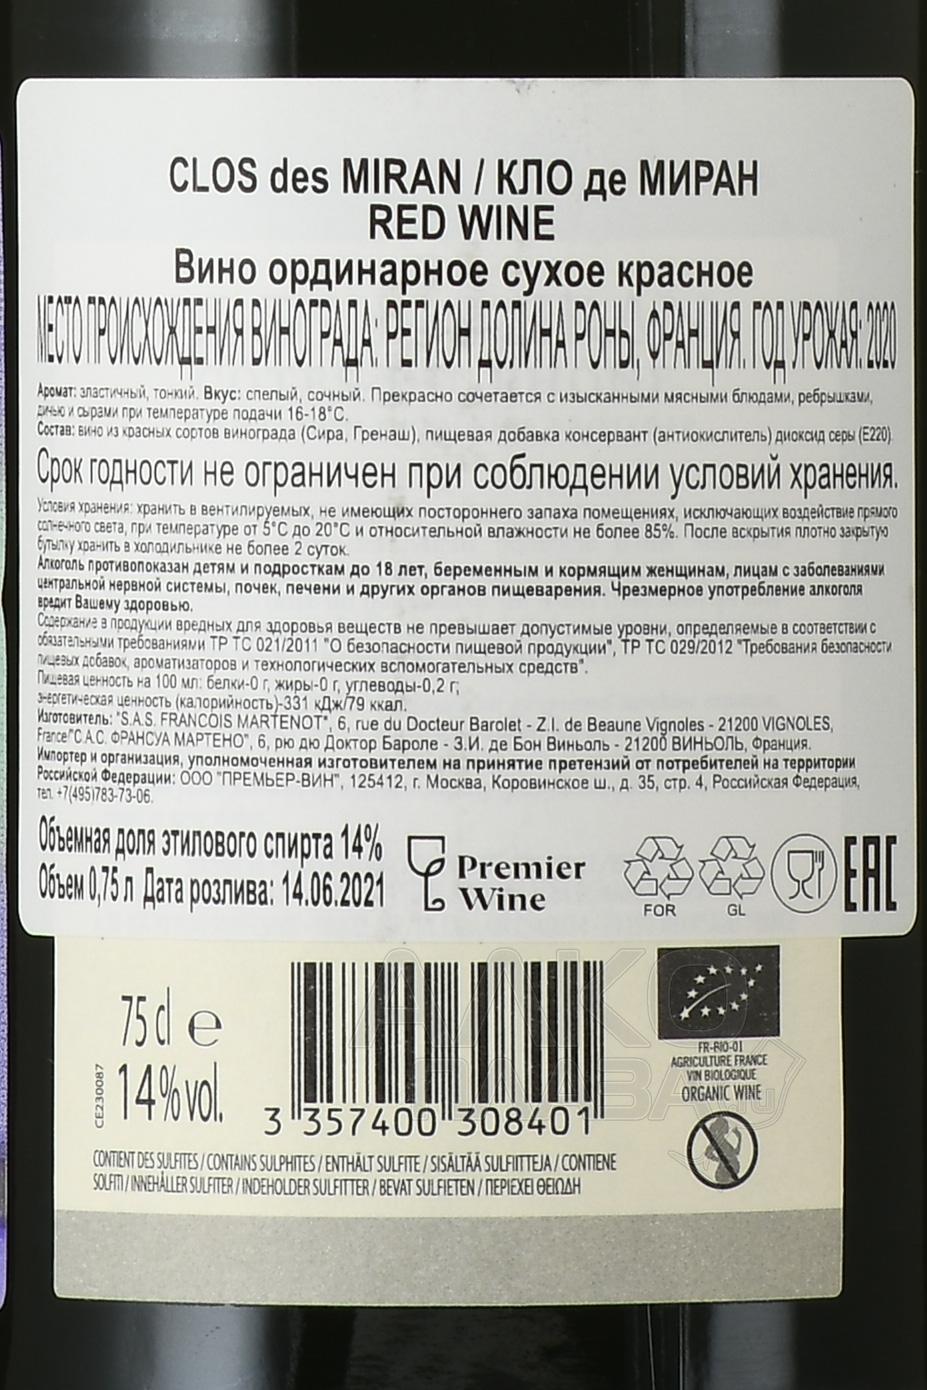 CLOS des MIRAN / КЛО де МИРАН
RED WINE
Вино ординарное сухое красное
МЕСТО ПРОИСХОЖДЕНИЯ ВИНОГРАДА: РЕГИОН ДОЛИНА РОНЫ, ФРАНЦИЯ. ГОД УРОЖАЯ: 2020
Аромат: эластичный, тонкий. Вкус: спелый, сочный. Прекрасно сочетается с изысканными мясными блюдами, ребрышками,
дичью и сырами при температуре подачи 16-18°С.
Состав: вино из красных сортов винограда (Сира, Гренаш), пищевая добавка консервант (антиокислитель) диоксид серы (Е220).
Срок годности не ограничен при соблюдении условий хранения.
Условия хранения: хранить в вентилируемых, не имеющих постороннего запаха помещениях, исключающих воздействие прямого
солнечного света, при температуре от 5°С до 20°С и относительной влажности не более 85%. После вскрытия плотно закрытую
бутылку хранить в холодильнике не более 2 суток.
Алкоголь противопоказан детям и подросткам до 18 лет, беременным и кормящим женщинам, лицам с заболеваниями
центральной нервной системы, почек, печени и других органов пищеварения. Чрезмерное употребление алкоголя
вредит Вашему здоровью.
Содержание в продукции вредных для здоровья веществ не превышает допустимые уровни, определяемые в соответствии с
обязательными требованиями ТР ТС 021/2011 "О безопасности пищевой продукции", ТР ТС 029/2012 "Требования безопасности
пищевых добавок, ароматизаторов и технологических вспомогательных средств".
Пищевая ценность на 100 мл: белки-0 г, жиры-0 г, углеводы-0,2 г;
энергетическая ценность (калорийность)-331 кДж/79 ккал.
Изготовитель: "S.A.S. FRANCOIS MARTENOT", 6, rue du Docteur Barolet - Z.I. de Beaune Vignoles - 21200 VIGNOLES,
France/"С.А.С. ФРАНСУА МАРТЕНО", 6, рю дю Доктор Бароле - З.И. де Бон Виньоль - 21200 ВИНЬОЛЬ, Франция.
Импортер и организация, уполномоченная изготовителем на принятие претензий от потребителей на территории
Российской Федерации: ООО "ПРЕМЬЕР-ВИН", 125412, г. Москва, Коровинское ш., д. 35, стр. 4, Российская Федерация,
тел. +7(495)783-73-06.
Объемная доля этилового спирта 14%
Объем 0,75 л Дата розлива: 14.06.2021
Premier
Wine
FOR GL
EAC
75 cl e
14% vol.
CE230087
3 357400 308401
FR-BIO-01
AGRICULTURE FRANCE
VIN BIOLOGIQUE
ORGANIC WINE
CONTIENT DES SULFITES / CONTAINS SULPHITES / ENTHÄLT SULFITE / SISÄLTÄÄ SULFIITTEJA / CONTIENE
SOLFITI / INNEHÅLLER SULFITER / INDEHOLDER SULFITTER / BEVAT SULFIETEN / ΠΕΡΙΕΧΕΙ ΘΕΙΩΔΗ
АЛКО
ЛАВА.ru